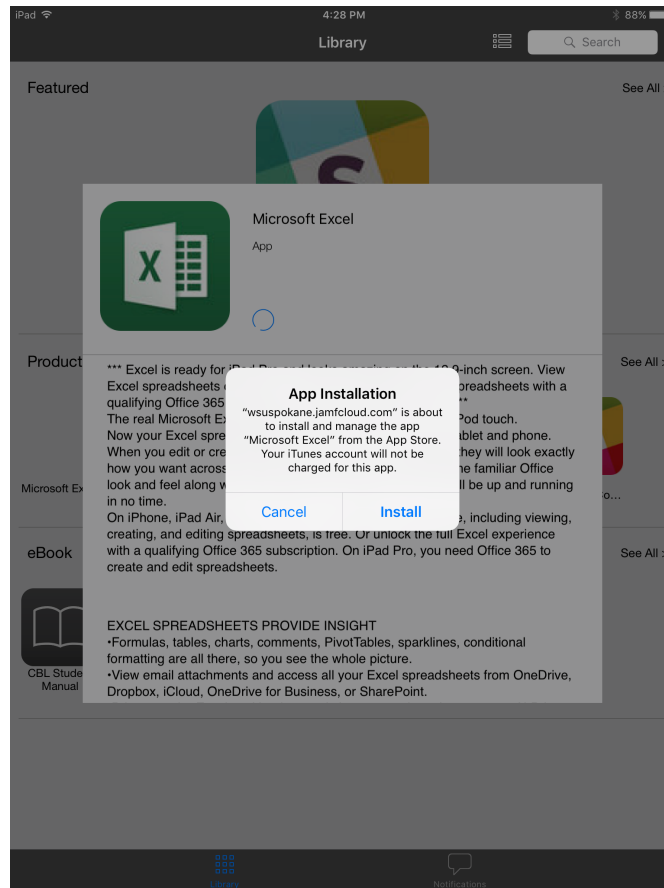 iPad
4:28 PM
88%
Library
Search
Featured
See All
S
Microsoft Excel
App
X
Product
See All
*** Excel is ready for iPad Pro and looks amazing on the 12.9-inch screen. View
Excel spreadsheets
preadsheets with a
qualifying Office 365
**
The real Microsoft Ex
Pod touch.
Now your Excel spre
ablet and phone.
When you edit or cre
they will look exactly
how you want across
ne familiar Office
look and feel along w
ll be up and running
in no time.
On iPhone, iPad Air,
e, including viewing,
creating, and editing spreadsheets, is free. Or unlock the full Excel experience
with a qualifying Office 365 subscription. On iPad Pro, you need Office 365 to
create and edit spreadsheets.
App Installation
“wsuspokane.jamfcloud.com” is about
to install and manage the app
“Microsoft Excel” from the App Store.
Your iTunes account will not be
charged for this app.
Cancel
Install
Microsoft Ex
o...
eBook
See All
CBL Stude
Manual
EXCEL SPREADSHEETS PROVIDE INSIGHT
•Formulas, tables, charts, comments, PivotTables, sparklines, conditional
formatting are all there, so you see the whole picture.
•View email attachments and access all your Excel spreadsheets from OneDrive,
Dropbox, iCloud, OneDrive for Business, or SharePoint.
Library
Notifications